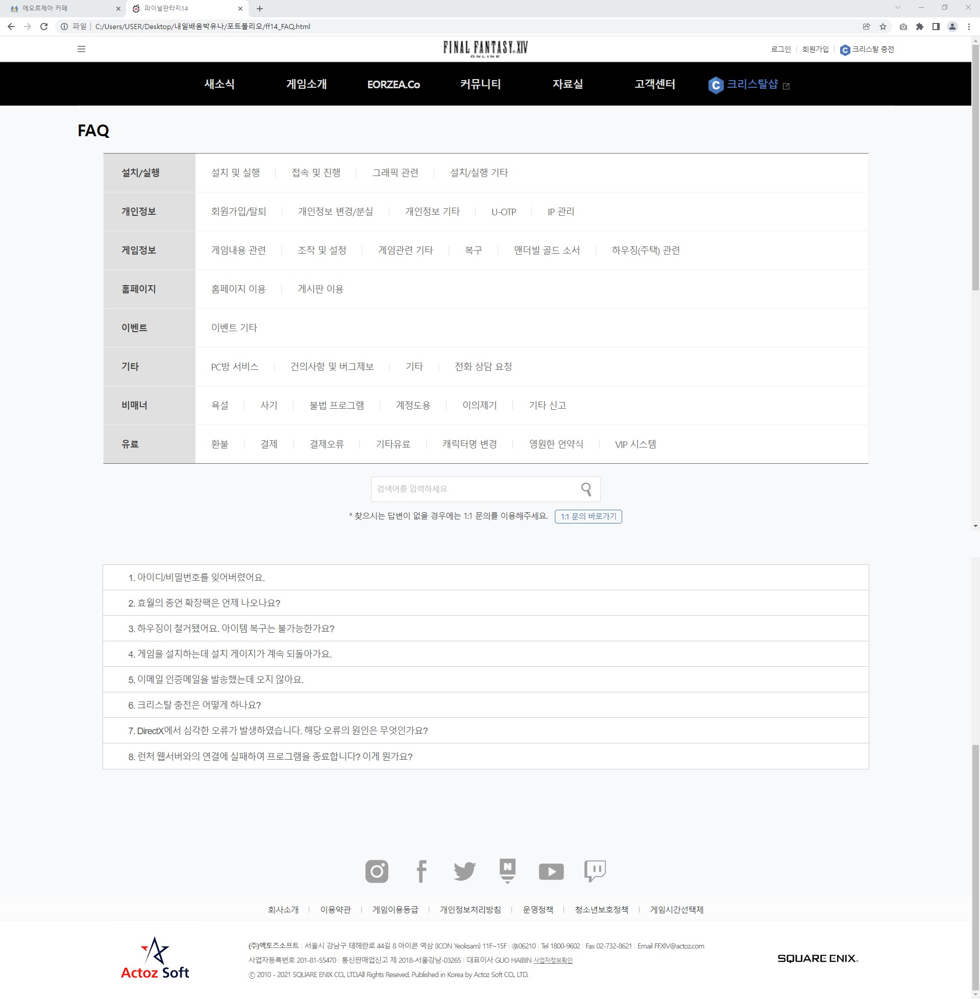 에오르제아 카페
파이널판타지14
파일 C:/Users/USER/Desktop/내일배움박유나/포트폴리오/ff14_FAQ.html
FINAL FANTASY XIV
ONLINE
로그인 회원가입 C 크리스탈 충전
새소식 게임소개 EORZEA.Co 커뮤니티 자료실 고객센터 C 크리스탈샵
FAQ
설치/실행 설치 및 실행 접속 및 진행 그래픽 관련 설치/실행 기타
개인정보 회원가입/탈퇴 개인정보 변경/분실 개인정보 기타 U-OTP IP 관리
게임정보 게임내용 관련 조작 및 설정 게임관련 기타 복구 맨더빌 골드 소서 하우징(주택) 관련
홈페이지 홈페이지 이용 게시판 이용
이벤트 이벤트 기타
기타 PC방 서비스 건의사항 및 버그제보 기타 전화 상담 요청
비매너 욕설 사기 불법 프로그램 계정도용 이의제기 기타 신고
유료 환불 결제 결제오류 기타유료 캐릭터명 변경 영원한 언약식 VIP 시스템
검색어를 입력하세요
* 찾으시는 답변이 없을 경우에는 1:1 문의를 이용해주세요. 1:1 문의 바로가기
1. 아이디/비밀번호를 잊어버렸어요.
2. 효월의 종언 확장팩은 언제 나오나요?
3. 하우징이 철거됐어요. 아이템 복구는 불가능한가요?
4. 게임을 설치하는데 설치 게이지가 계속 되돌아가요.
5. 이메일 인증메일을 발송했는데 오지 않아요.
6. 크리스탈 충전은 어떻게 하나요?
7. DirectX에서 심각한 오류가 발생하였습니다. 해당 오류의 원인은 무엇인가요?
8. 런처 웹서버와의 연결에 실패하여 프로그램을 종료합니다? 이게 뭔가요?
N
회사소개 이용약관 게임이용등급 개인정보처리방침 운영정책 청소년보호정책 게임시간선택제
Actoz Soft
(주)액토즈소프트 서울시 강남구 테헤란로 44길 8 아이콘 역삼 (ICON Yeoksam) 11F~15F ㉾06210 Tel 1800-9602 Fax 02-732-8621 Email FFXIV@actoz.com
사업자등록번호 201-81-55470 통신판매업신고 제 2018-서울강남-03265 대표이사 GUO HAIBIN 사업자정보확인
ⓒ 2010 - 2021 SQUARE ENIX CO., LTD.All Rights Reseved. Published in Korea by Actoz Soft CO., LTD.
SQUARE ENIX.